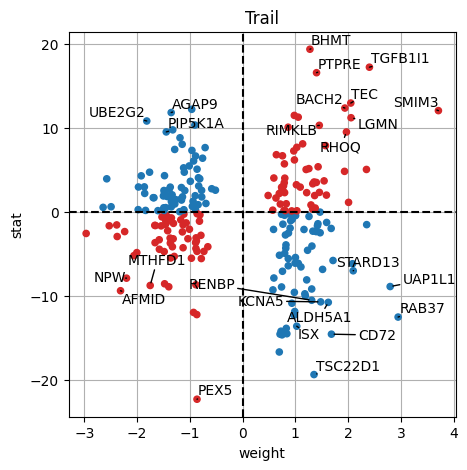 Trail
BHMT
TGFB1I1
PTPRE
BACH2
TEC
SMIM3
UBE2G2
AGAP9
PIP5K1A
RIMKLB
LGMN
RHOQ
MTHFD1
STARD13
NPW
AFMID
RENBP
UAP1L1
KCNA5
ALDH5A1
RAB37
ISX
CD72
TSC22D1
PEX5
20
10
0
−10
−20
stat
−3
−2
−1
0
1
2
3
4
weight